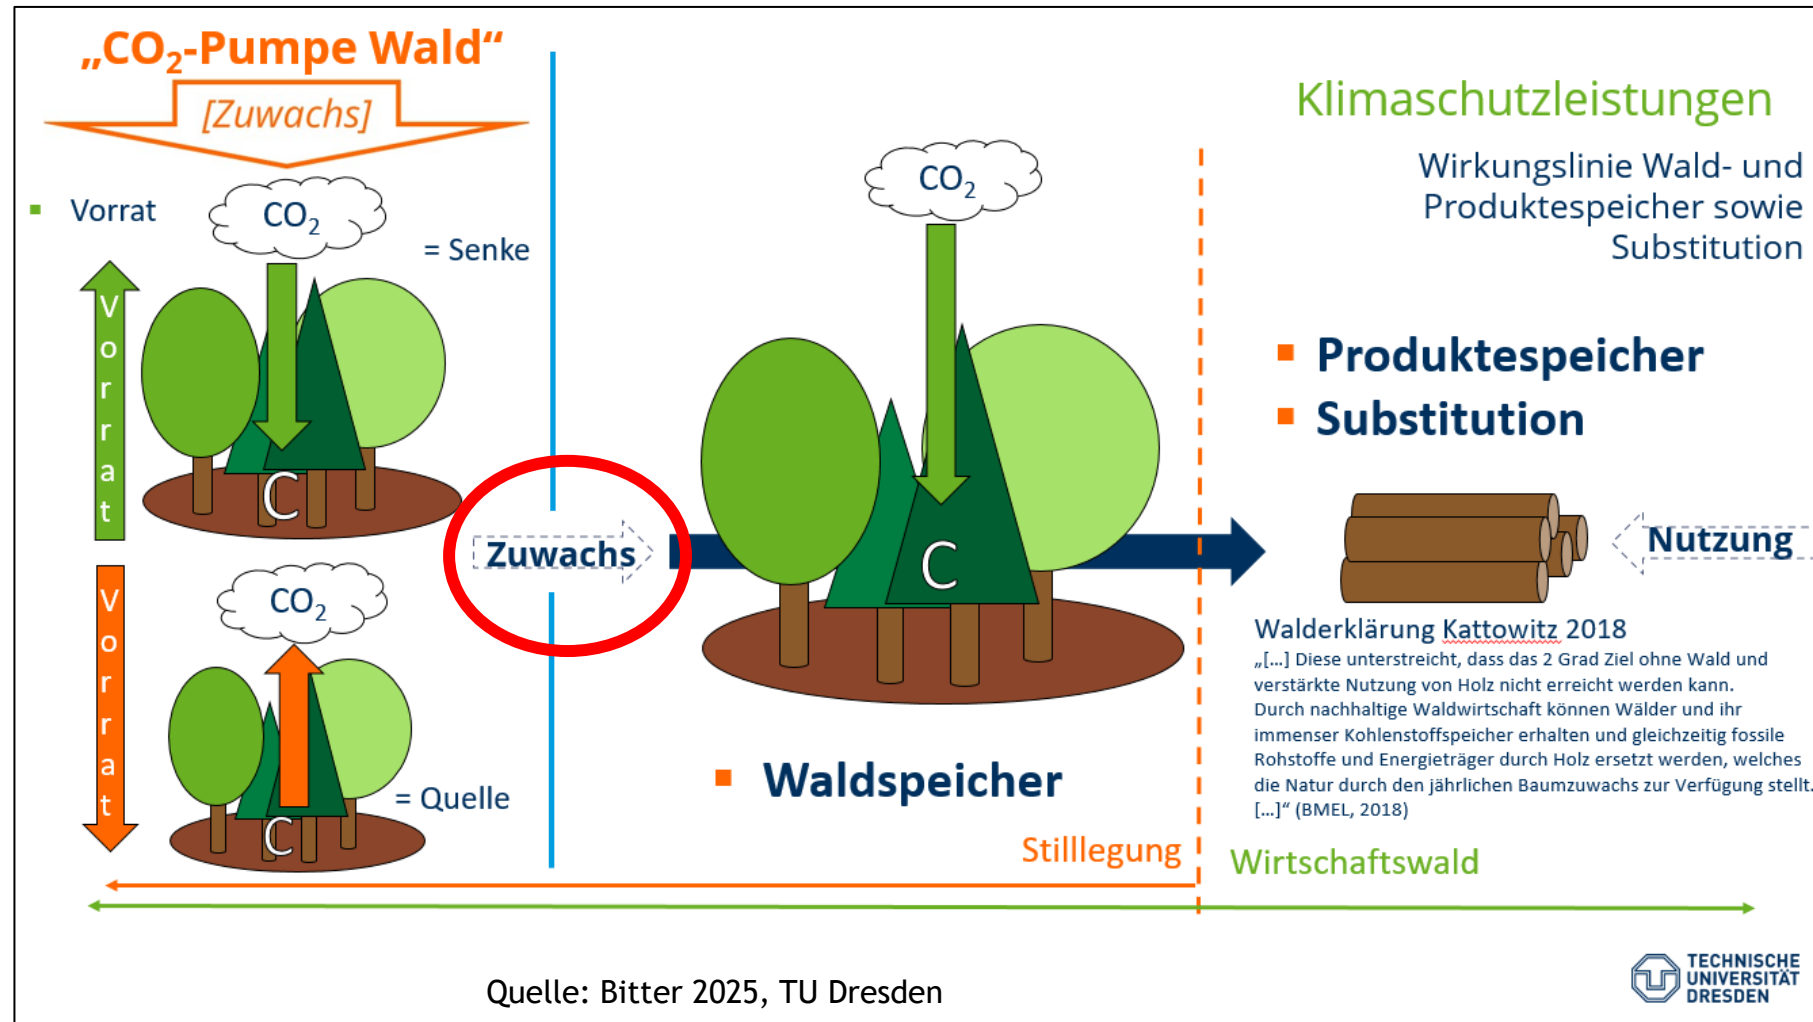 „CO₂-Pumpe Wald“
[Zuwachs]
Vorrat
CO₂
= Senke
Vorrat
C
Vorrat
CO₂
= Quelle
C
Zuwachs
CO₂
C
Waldspeicher
Klimaschutzleistungen
Wirkungslinie Wald- und
Produktespeicher sowie
Substitution
Produktespeicher
Substitution
Nutzung
Walderklärung Kattowitz 2018
„[...] Diese unterstreicht, dass das 2 Grad Ziel ohne Wald und
verstärkte Nutzung von Holz nicht erreicht werden kann.
Durch nachhaltige Waldwirtschaft können Wälder und ihr
immenser Kohlenstoffspeicher erhalten und gleichzeitig fossile
Rohstoffe und Energieträger durch Holz ersetzt werden, welches
die Natur durch den jährlichen Baumzuwachs zur Verfügung stellt.
[...]“ (BMEL, 2018)
Stilllegung
Wirtschaftswald
Quelle: Bitter 2025, TU Dresden
TECHNISCHE
UNIVERSITÄT
DRESDEN